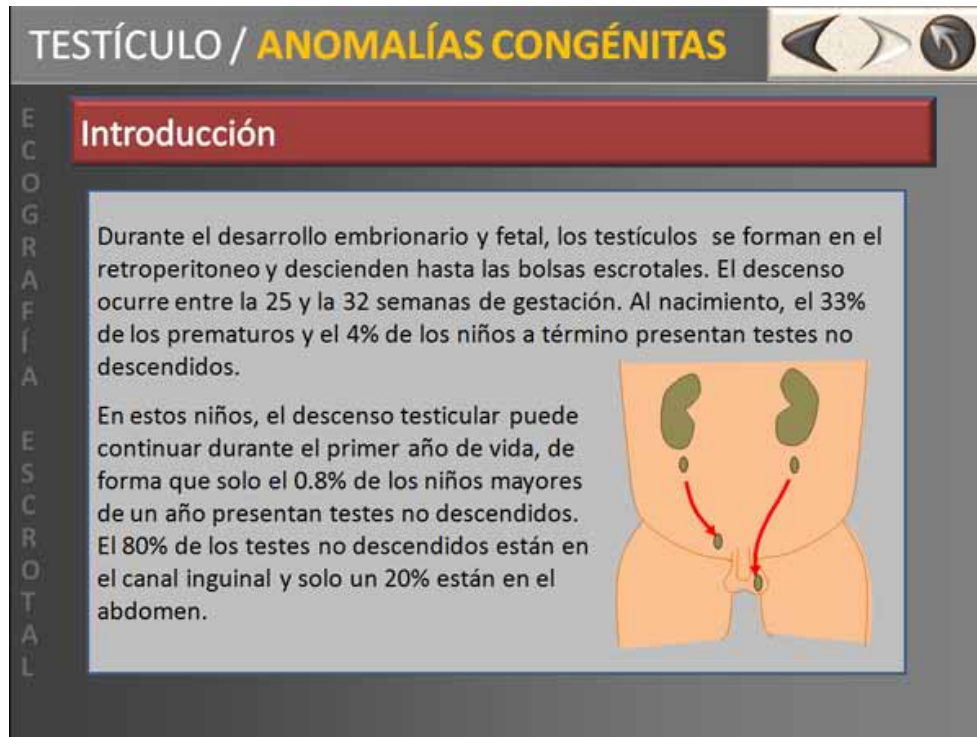 TESTÍCULO / ANOMALÍAS CONGÉNITAS
ECOGRAFÍA ESCROTAL
Introducción
Durante el desarrollo embrionario y fetal, los testículos se forman en el
retroperitoneo y descienden hasta las bolsas escrotales. El descenso
ocurre entre la 25 y la 32 semanas de gestación. Al nacimiento, el 33%
de los prematuros y el 4% de los niños a término presentan testes no
descendidos.
En estos niños, el descenso testicular puede
continuar durante el primer año de vida, de
forma que solo el 0.8% de los niños mayores
de un año presentan testes no descendidos.
El 80% de los testes no descendidos están en
el canal inguinal y solo un 20% están en el
abdomen.